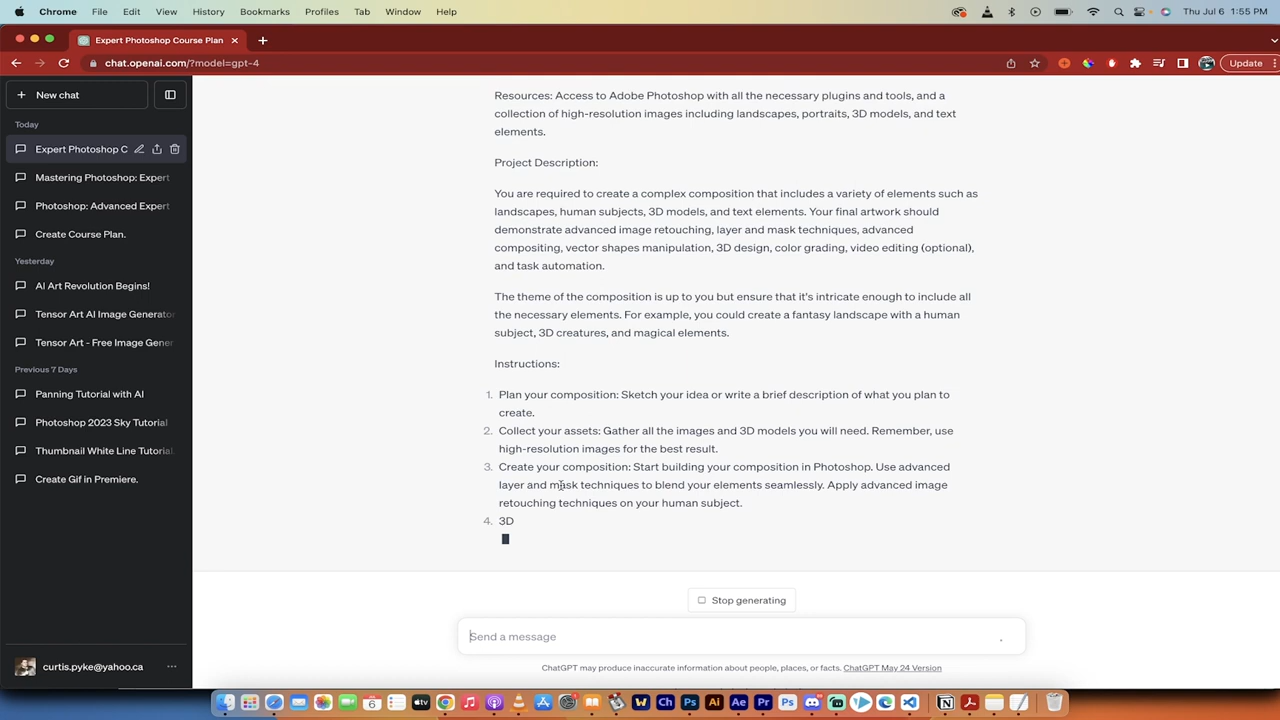 Chrome File Edit View History Bookmarks Profiles Tab Window Help Thu Jul 6 1:55 PM
Expert Photoshop Course Plan
chat.openai.com/?model=gpt-4
Update
New chat
Today
Expert Photoshop C
Mastering Photoshop: Expert
Photoshop: Advanced Expert
Create Course Plan.
Yesterday
AI Art Revolution Begins!
Tensor Art AI Image Generator
Tensor Art - Free Image Gener
Previous 7 Days
Panning Tutorial with AI
Photoshop 2023 Sky Tutorial
Thumbnail White Line Tutorial.
Create Gif in Premiere.
curtis.pyke@yahoo.ca
Resources: Access to Adobe Photoshop with all the necessary plugins and tools, and a
collection of high-resolution images including landscapes, portraits, 3D models, and text
elements.
Project Description:
You are required to create a complex composition that includes a variety of elements such as
landscapes, human subjects, 3D models, and text elements. Your final artwork should
demonstrate advanced image retouching, layer and mask techniques, advanced
compositing, vector shapes manipulation, 3D design, color grading, video editing (optional),
and task automation.
The theme of the composition is up to you but ensure that it's intricate enough to include all
the necessary elements. For example, you could create a fantasy landscape with a human
subject, 3D creatures, and magical elements.
Instructions:
1. Plan your composition: Sketch your idea or write a brief description of what you plan to
create.
2. Collect your assets: Gather all the images and 3D models you will need. Remember, use
high-resolution images for the best result.
3. Create your composition: Start building your composition in Photoshop. Use advanced
layer and mask techniques to blend your elements seamlessly. Apply advanced image
retouching techniques on your human subject.
4. 3D
Stop generating
Send a message
ChatGPT may produce inaccurate information about people, places, or facts. ChatGPT May 24 Version
6 tv W Ch Ps Ai Ae Pr Ps N